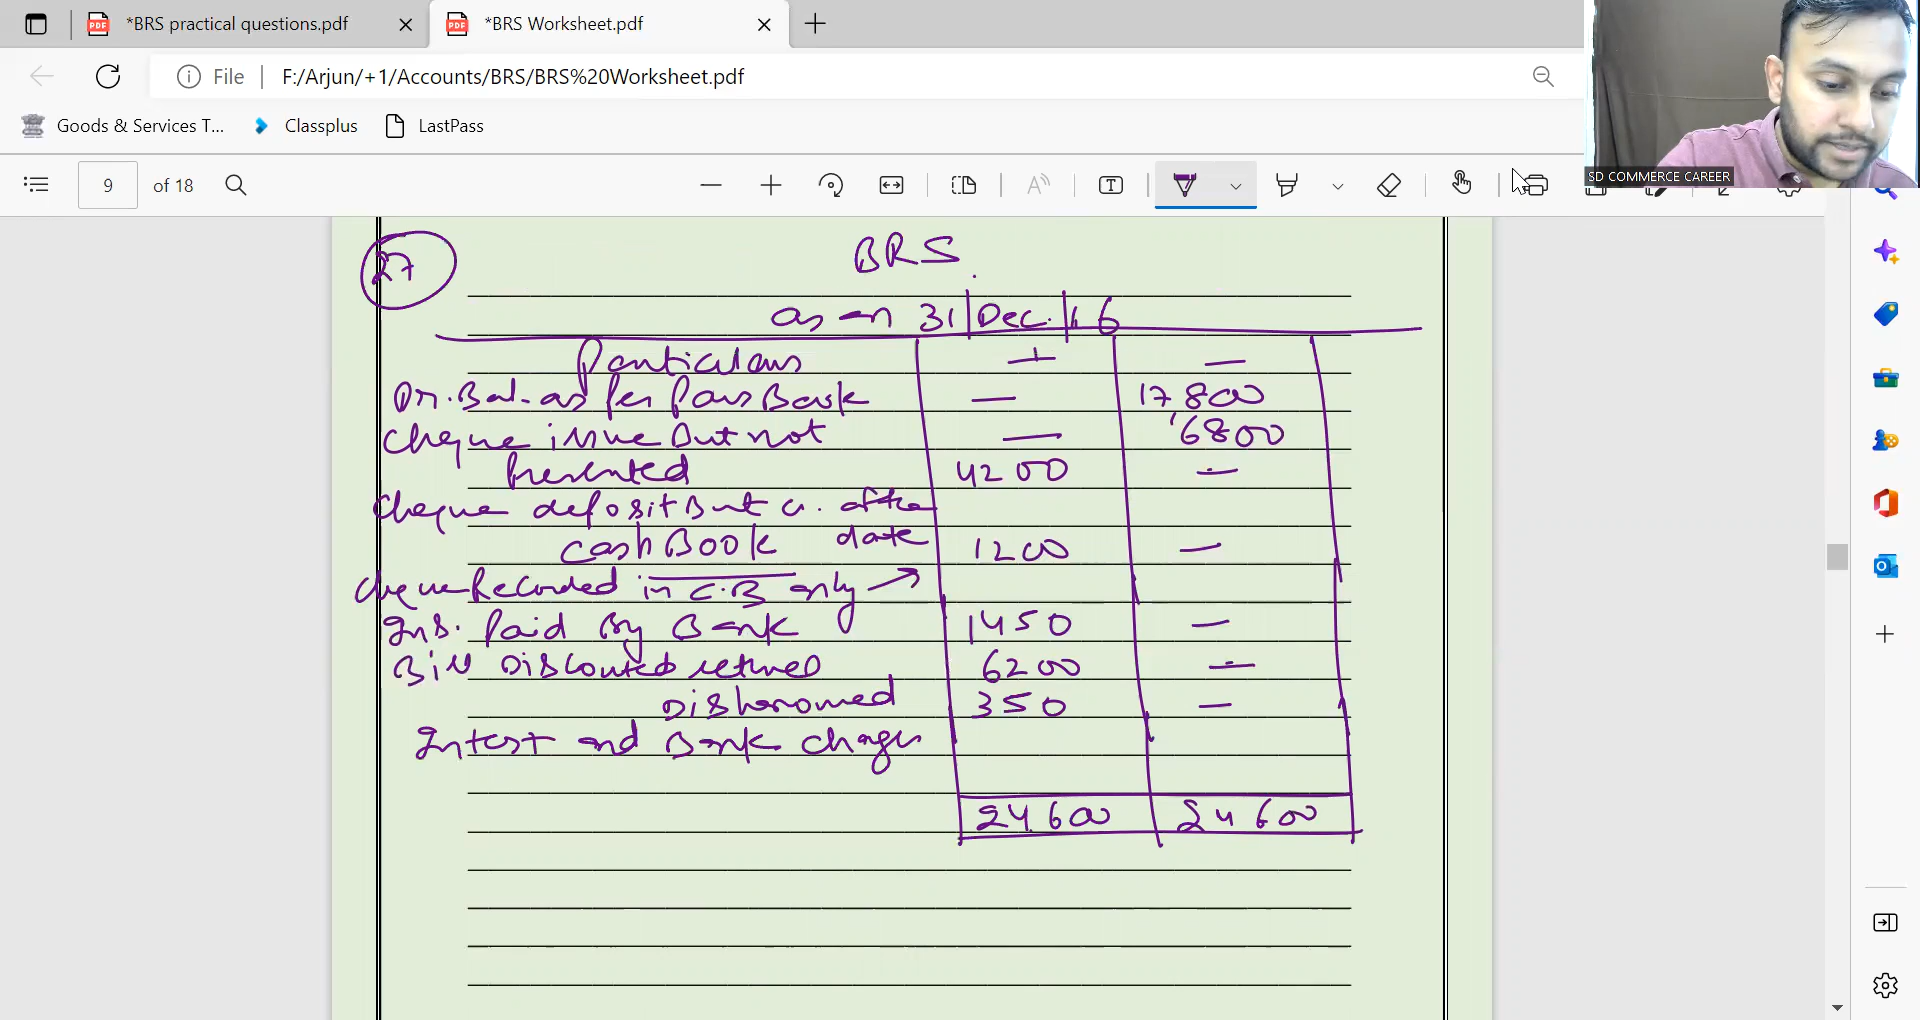 *BRS practical questions.pdf
*BRS Worksheet.pdf
File
F:/Arjun/+1/Accounts/BRS/BRS%20Worksheet.pdf
Goods & Services T...
Classplus
LastPass
SD COMMERCE CAREER
9 of 18
27
BRS
as on 31 Dec. 16
Particulars + —
Dr. Bal. as Per Pass Book — 17800
Cheque issue But not — 6800
Presented 4200 —
Cheque deposit But after
cash Book date 1200 —
Cheque Recorded in C.B only →
Ins. Paid By Bank 1450 —
Bill Discounted 6200 —
Dishonoured 350 —
and Bank charges
24600 24600